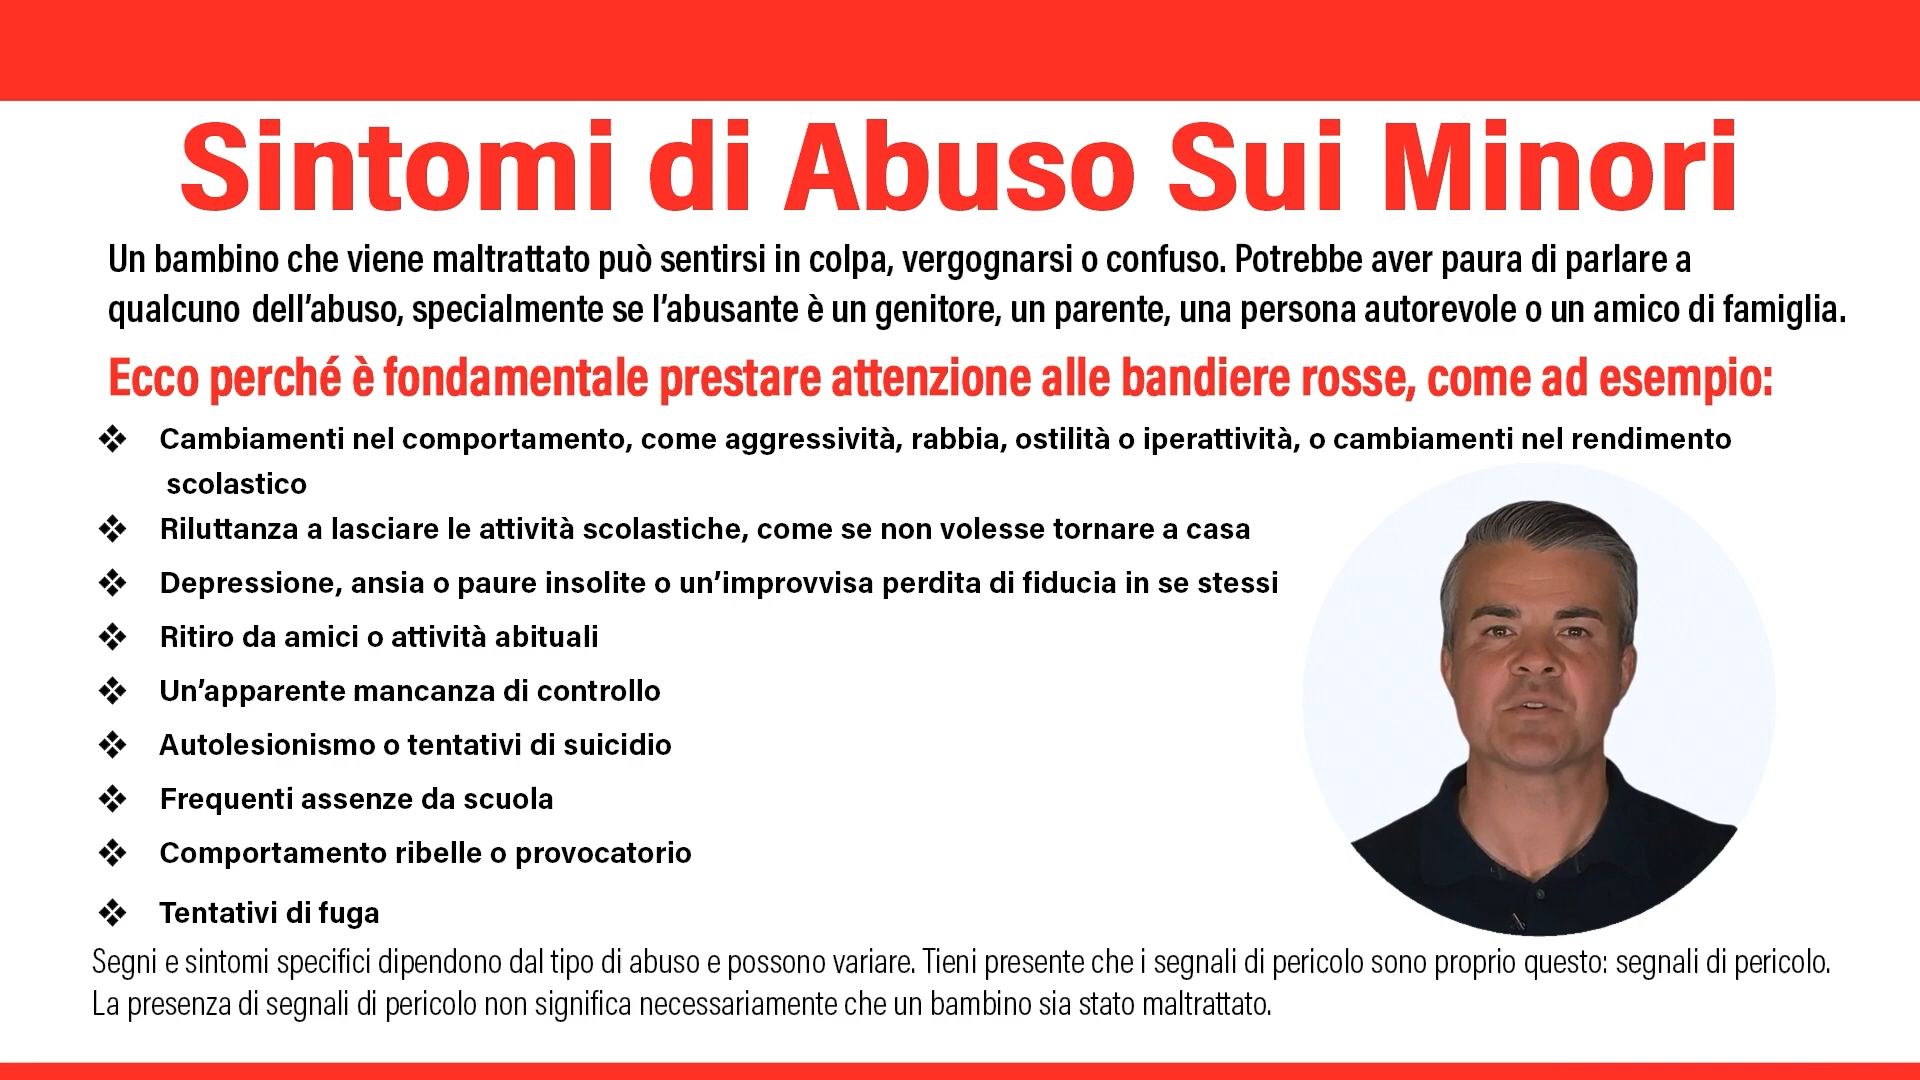 Sintomi di Abuso Sui Minori
Un bambino che viene maltrattato può sentirsi in colpa, vergognarsi o confuso. Potrebbe aver paura di parlare a
qualcuno dell’abuso, specialmente se l’abusante è un genitore, un parente, una persona autorevole o un amico di famiglia.
Ecco perché è fondamentale prestare attenzione alle bandiere rosse, come ad esempio:
❖ Cambiamenti nel comportamento, come aggressività, rabbia, ostilità o iperattività, o cambiamenti nel rendimento
scolastico
❖ Riluttanza a lasciare le attività scolastiche, come se non volesse tornare a casa
❖ Depressione, ansia o paure insolite o un’improvvisa perdita di fiducia in se stessi
❖ Ritiro da amici o attività abituali
❖ Un’apparente mancanza di controllo
❖ Autolesionismo o tentativi di suicidio
❖ Frequenti assenze da scuola
❖ Comportamento ribelle o provocatorio
❖ Tentativi di fuga
Segni e sintomi specifici dipendono dal tipo di abuso e possono variare. Tieni presente che i segnali di pericolo sono proprio questo: segnali di pericolo.
La presenza di segnali di pericolo non significa necessariamente che un bambino sia stato maltrattato.